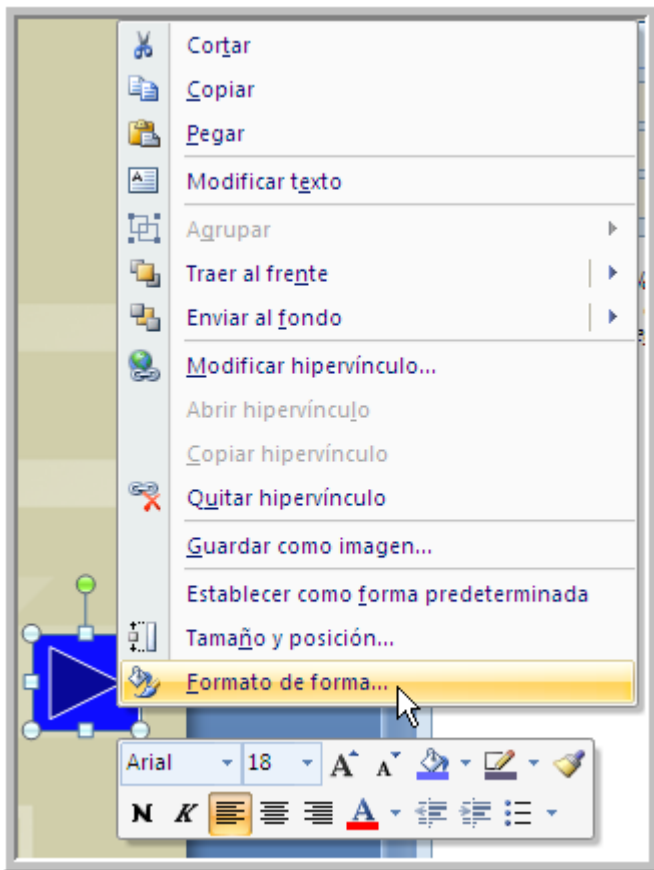 Cortar
Copiar
Pegar
Modificar texto
Agrupar
Traer al frente
Enviar al fondo
Modificar hipervínculo...
Abrir hipervínculo
Copiar hipervínculo
Quitar hipervínculo
Guardar como imagen...
Establecer como forma predeterminada
Tamaño y posición...
Formato de forma...
Arial 18 A A
N K A